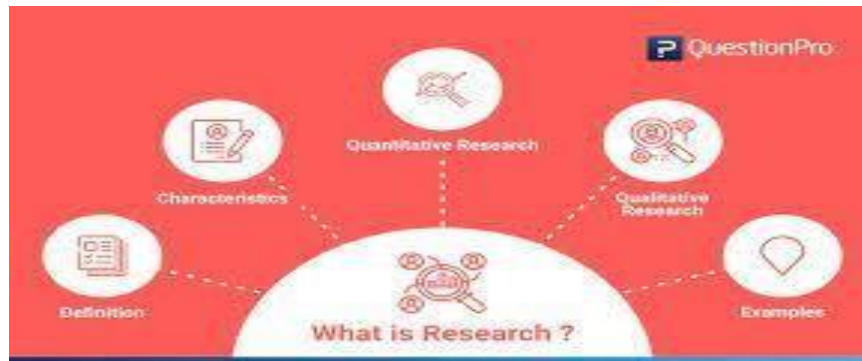 QuestionPro
Quantitative Research
Characteristics
Qualitative
Research
Definition
Examples
What is Research ?